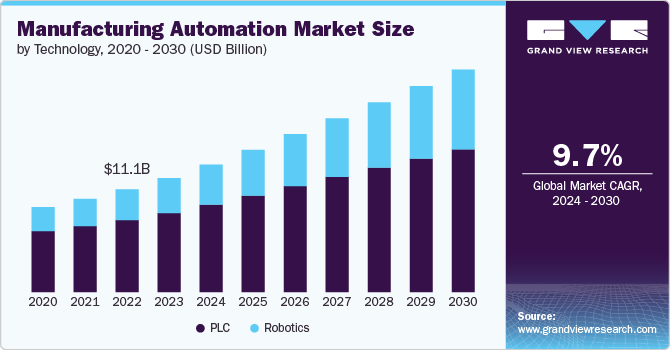 Manufacturing Automation Market Size
by Technology, 2020 - 2030 (USD Billion)
$11.1B
2020 2021 2022 2023 2024 2025 2026 2027 2028 2029 2030
PLC Robotics
GRAND VIEW RESEARCH
9.7%
Global Market CAGR,
2024 - 2030
Source:
www.grandviewresearch.com